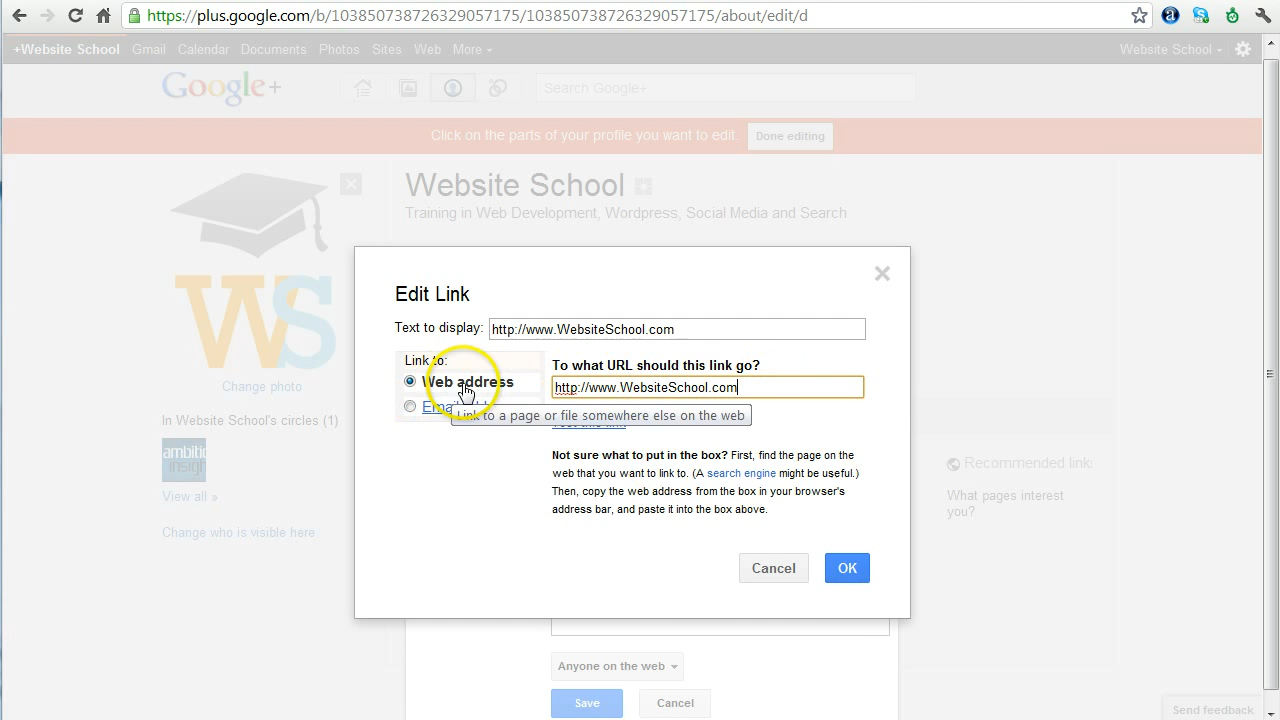 https://plus.google.com/b/103850738726329057175/103850738726329057175/about/edit/d
+Website School Gmail Calendar Documents Photos Sites Web More Website School
Google+ Search Google+
Click on the parts of your profile you want to edit. Done editing
Website School
Training in Web Development, Wordpress, Social Media and Search
WS
Change photo
In Website School's circles (1)
ambitio
insight
View all »
Change who is visible here
Edit Link
Text to display: http://www.WebsiteSchool.com
Link to:
Web address
To what URL should this link go?
http://www.WebsiteSchool.com
Link to a page or file somewhere else on the web
Test this link
Not sure what to put in the box? First, find the page on the
web that you want to link to. (A search engine might be useful.)
Then, copy the web address from the box in your browser's
address bar, and paste it into the box above.
Cancel OK
Recommended links
What pages interest
you?
Anyone on the web
Save Cancel
Send feedback